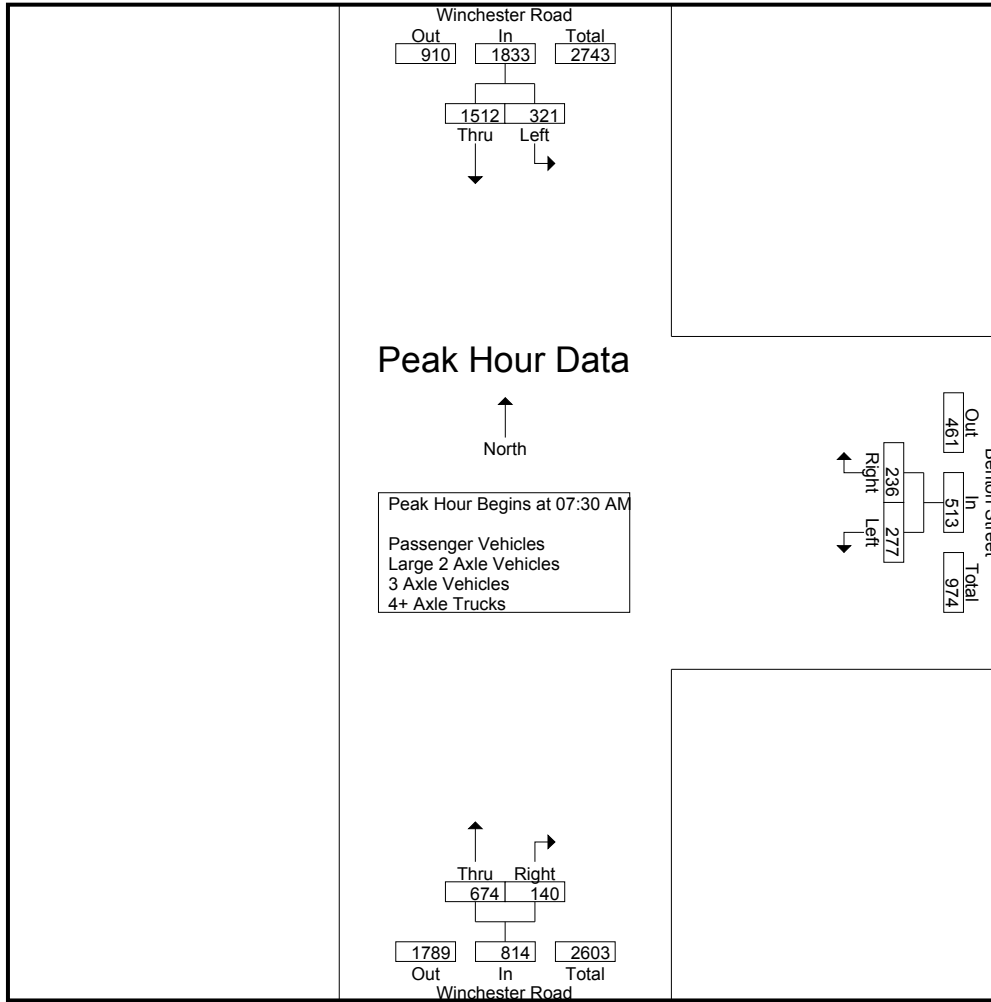 Winchester Road
Out In Total
910 1833 2743
1512 321
Thru Left
Peak Hour Data
North
Peak Hour Begins at 07:30 AM
Passenger Vehicles
Large 2 Axle Vehicles
3 Axle Vehicles
4+ Axle Trucks
Street
Out In Total
461 513 974
236 277
Right Left
Thru Right
674 140
1789 814 2603
Out In Total
Winchester Road